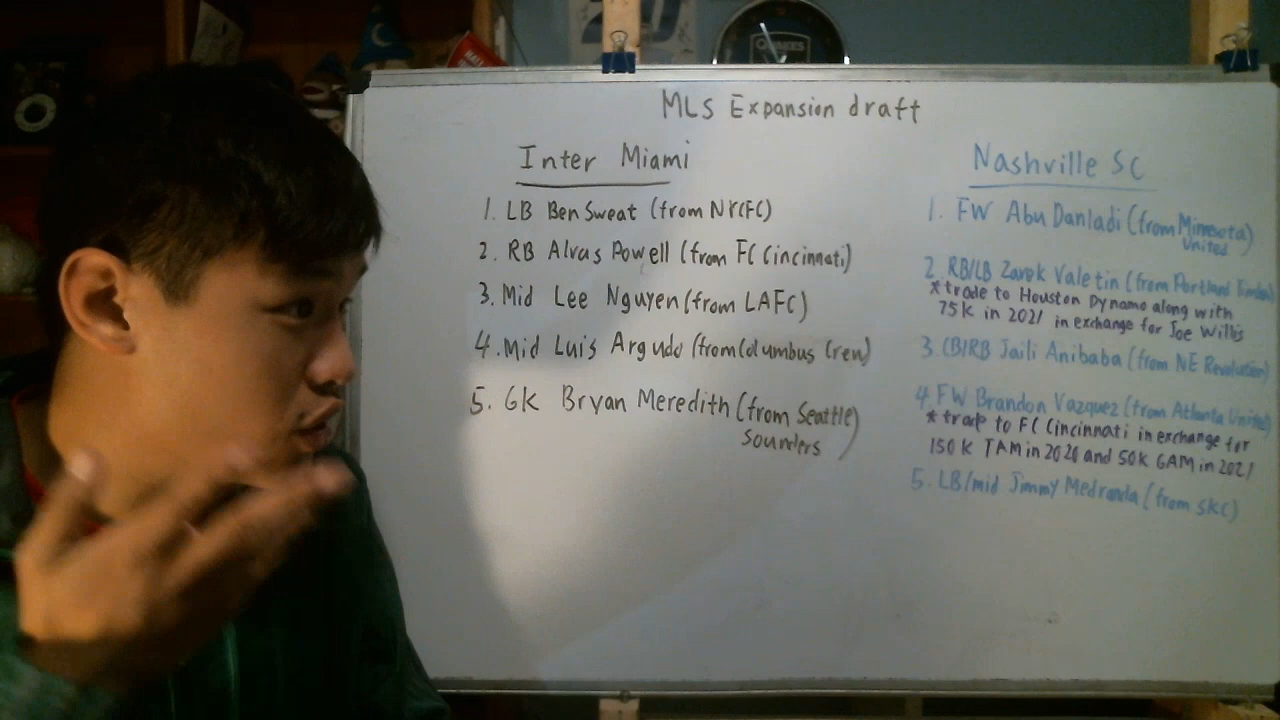 QUAKES
MLS Expansion draft
Inter Miami
1. LB Ben Sweat (from NYCFC)
2. RB Alvas Powell (from FC Cincinnati)
3. Mid Lee Nguyen (from LAFC)
4. Mid Luis Argudo (from Columbus Crew)
5. GK Bryan Meredith (from Seattle)
Sounders
Nashville SC
1. FW Abu Danladi (from Minnesota)
United
2. RB/LB Zarek Valetin (from Portland Timbers)
* trade to Houston Dynamo along with
75K in 2021 in exchange for Joe Willis
3. CB/RB Jaili Anibaba (from NE Revolution)
4. FW Brandon Vazquez (from Atlanta United)
* trade to FC Cincinnati in exchange for
150K TAM in 2020 and 50K GAM in 2021
5. LB/mid Jimmy Medranda (from SKC)